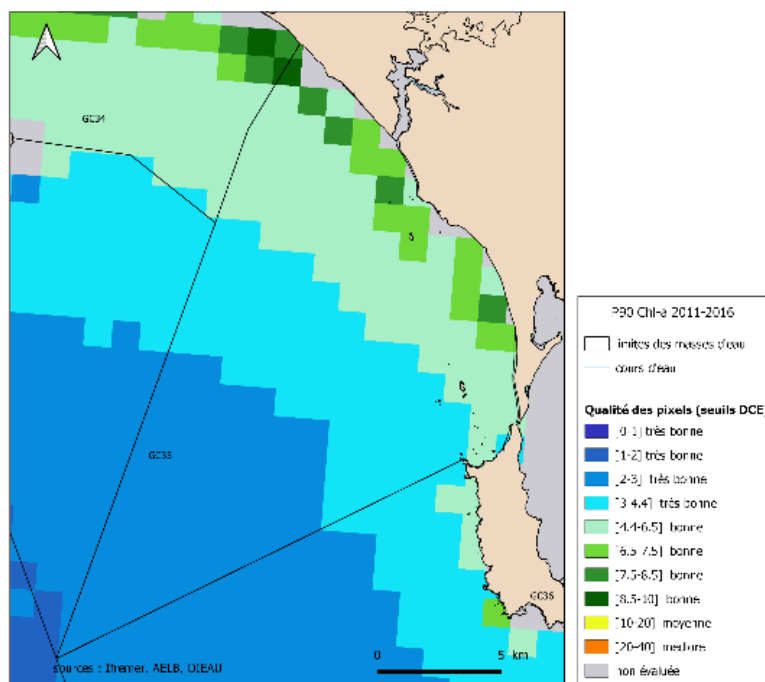 GC34
GC35
GC36
sources : Ifremer, AELB, OIEAU
0 5 km
P90 Chl-a 2011-2016
limites des masses d'eau
cours d'eau
Qualité des pixels (seuils DCE)
[0-1] très bonne
[1-2] très bonne
[2-3] très bonne
[3-4.4] très bonne
[4.4-6.5] bonne
[6.5-7.5] bonne
[7.5-8.5] bonne
[8.5-10] bonne
[10-20] moyenne
[20-40] mediore
non évaluée